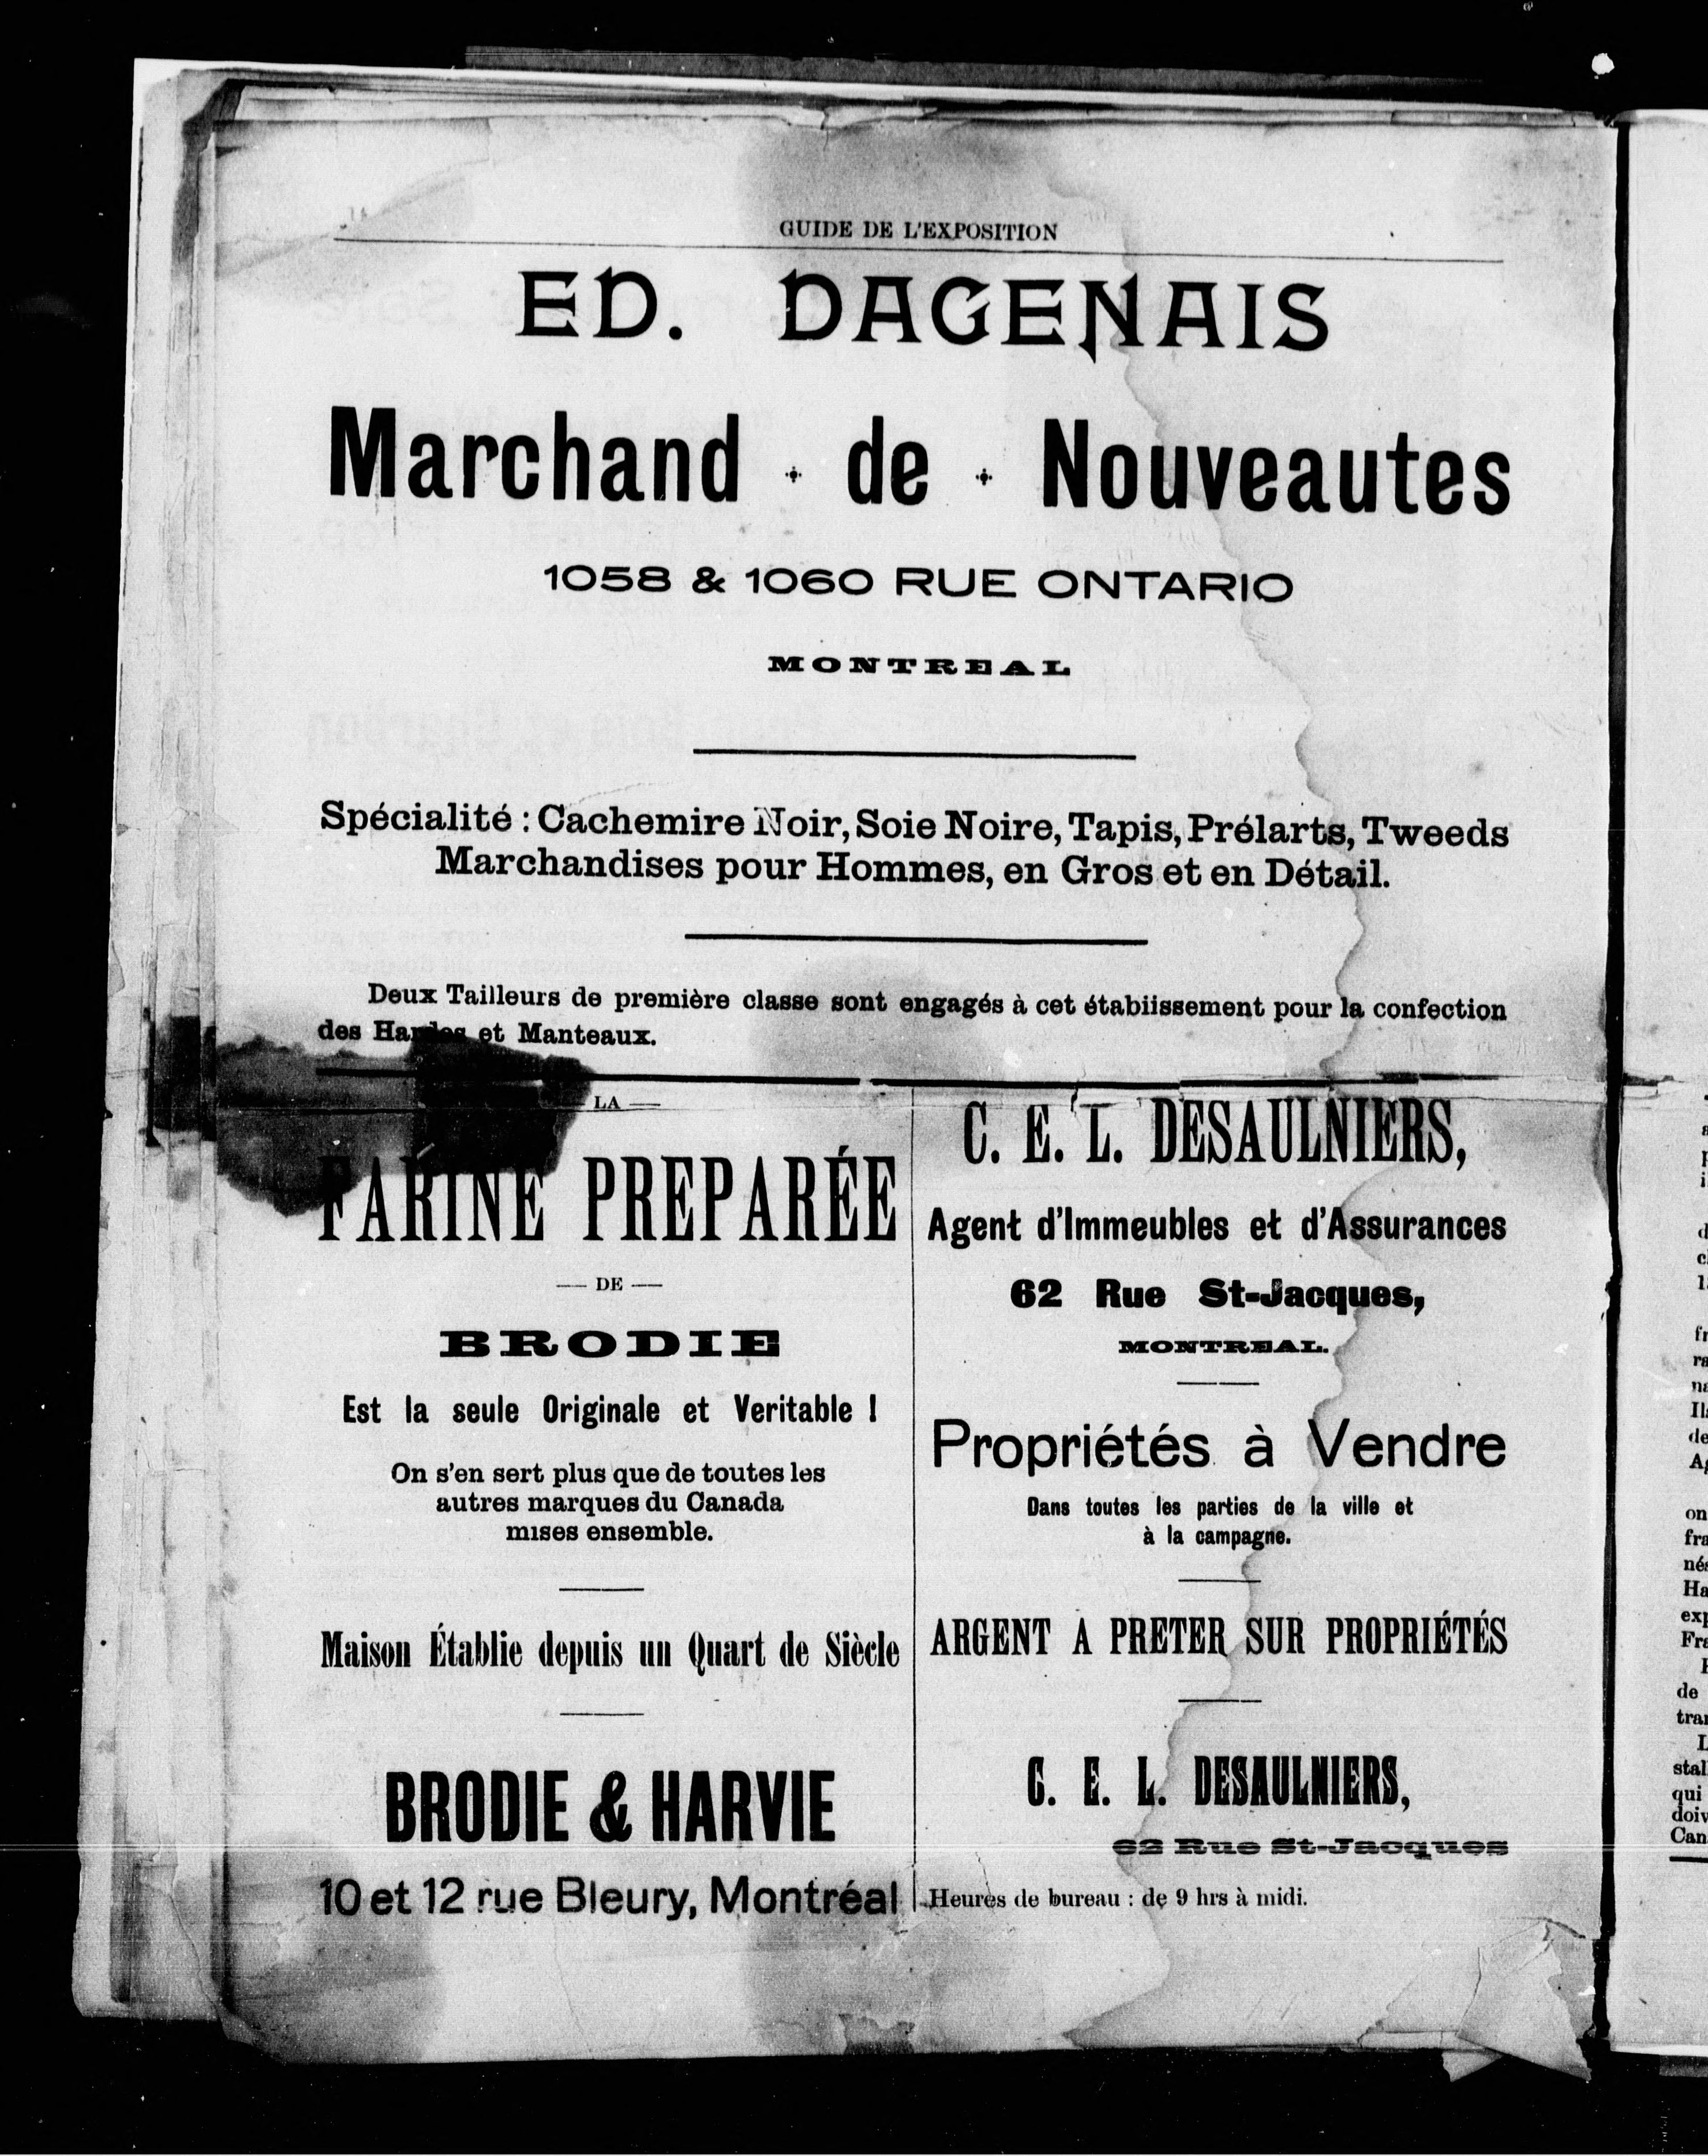 GUIDE DE L'EXPOSITION
ED. DAGENAIS
Marchand de Nouveautes
1058 & 1060 RUE ONTARIO
MONTREAL
Spécialité : Cachemire Noir, Soie Noire, Tapis, Prélarts, Tweeds
Marchandises pour Hommes, en Gros et en Détail.
Deux Tailleurs de première classe sont engagés à cet étabiissement pour la confection
des Hardes et Manteaux.
— LA —
FARINE PREPARÉE
— DE —
BRODIE
Est la seule Originale et Veritable !
On s'en sert plus que de toutes les
autres marques du Canada
mises ensemble.
Maison Établie depuis un Quart de Siècle
BRODIE & HARVIE
10 et 12 rue Bleury, Montréal
C. E. L. DESAULNIERS,
Agent d'Immeubles et d'Assurances
62 Rue St-Jacques,
MONTREAL.
Propriétés à Vendre
Dans toutes les parties de la ville et
à la campagne.
ARGENT A PRETER SUR PROPRIÉTÉS
C. E. L. DESAULNIERS,
62 Rue St-Jacques
Heures de bureau : de 9 hrs à midi.